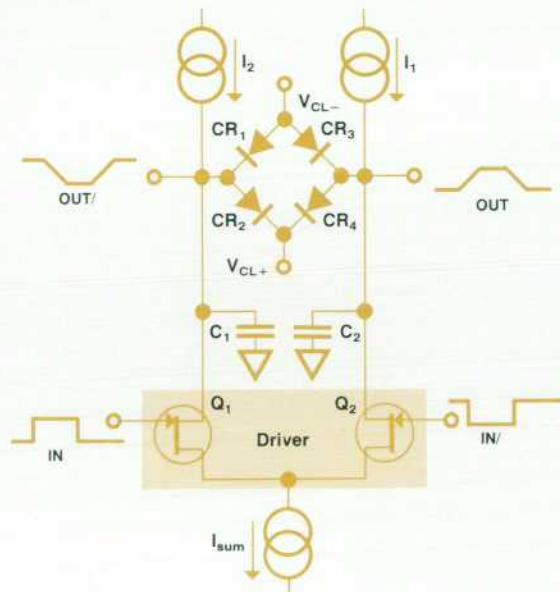 I2
I1
VCL−
CR1
CR3
OUT/
OUT
CR2
CR4
VCL+
C1
C2
Q1
Q2
IN
Driver
IN/
Isum